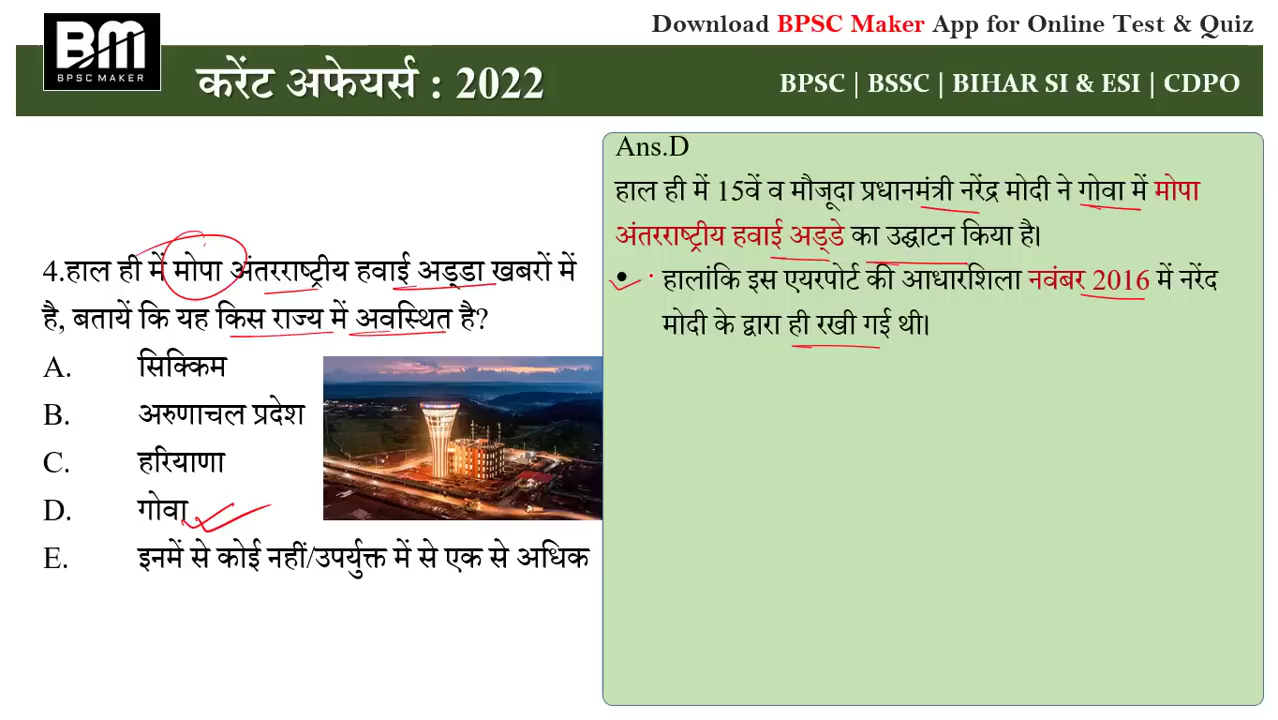 Download BPSC Maker App for Online Test & Quiz
BM
BPSC MAKER
करेंट अफेयर्स : 2022
BPSC | BSSC | BIHAR SI & ESI | CDPO
4.हाल ही में मोपा अंतरराष्ट्रीय हवाई अड्डा खबरों में
है, बतायें कि यह किस राज्य में अवस्थित है?
A. सिक्किम
B. अरुणाचल प्रदेश
C. हरियाणा
D. गोवा
E. इनमें से कोई नहीं/उपर्युक्त में से एक से अधिक
Ans.D
हाल ही में 15वें व मौजूदा प्रधानमंत्री नरेंद्र मोदी ने गोवा में मोपा
अंतरराष्ट्रीय हवाई अड्डे का उद्घाटन किया है।
• हालांकि इस एयरपोर्ट की आधारशिला नवंबर 2016 में नरेंद
मोदी के द्वारा ही रखी गई थी।